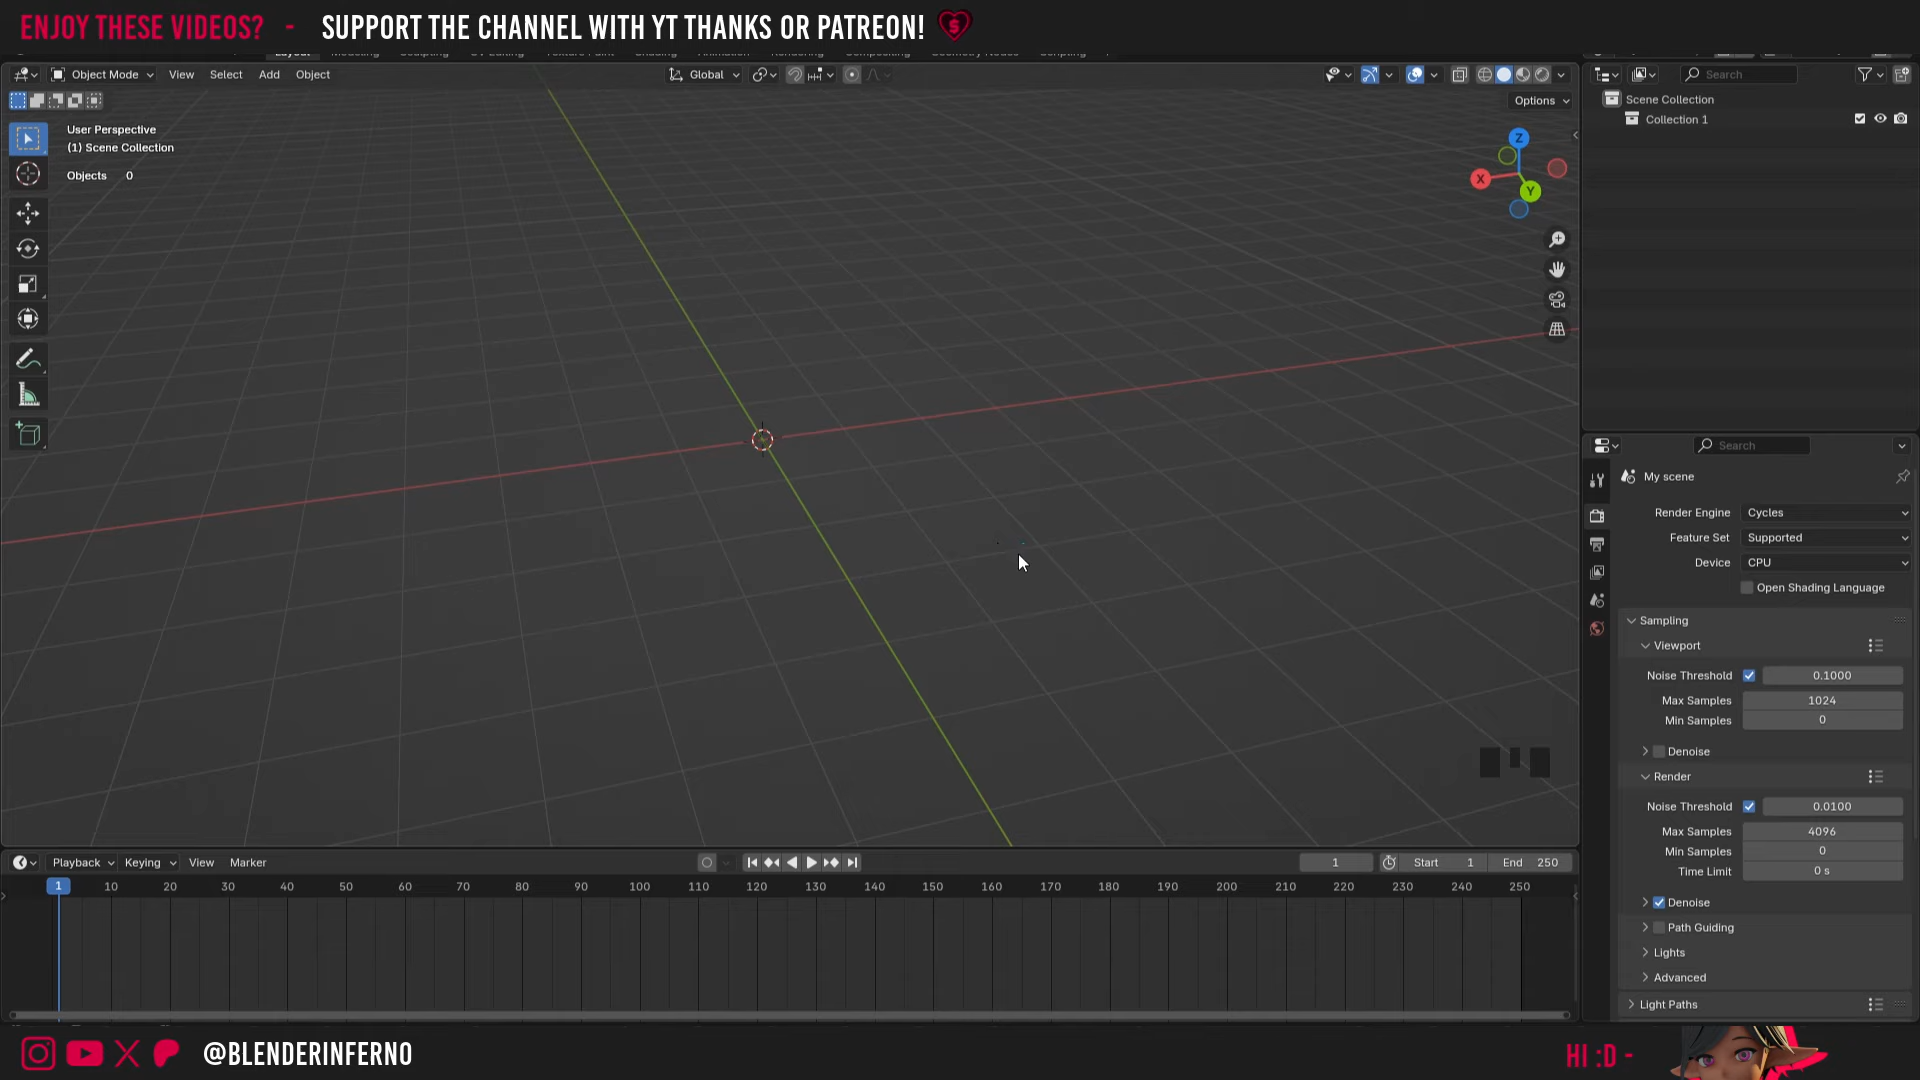 ENJOY THESE VIDEOS? - SUPPORT THE CHANNEL WITH YT THANKS OR PATREON!
Object Mode View Select Add Object Global
Search
Options
User Perspective
(1) Scene Collection
Objects 0
Scene Collection
Collection 1
Z
X
Y
Search
My scene
Render Engine Cycles
Feature Set Supported
Device CPU
Open Shading Language
Sampling
Viewport
Noise Threshold 0.1000
Max Samples 1024
Min Samples 0
Denoise
Render
Noise Threshold 0.0100
Max Samples 4096
Min Samples 0
Time Limit 0 s
Denoise
Path Guiding
Lights
Advanced
Light Paths
Playback Keying View Marker 1 Start 1 End 250
1 10 20 30 40 50 60 70 80 90 100 110 120 130 140 150 160 170 180 190 200 210 220 230 240 250
@BLENDERINFERNO
HI :D -